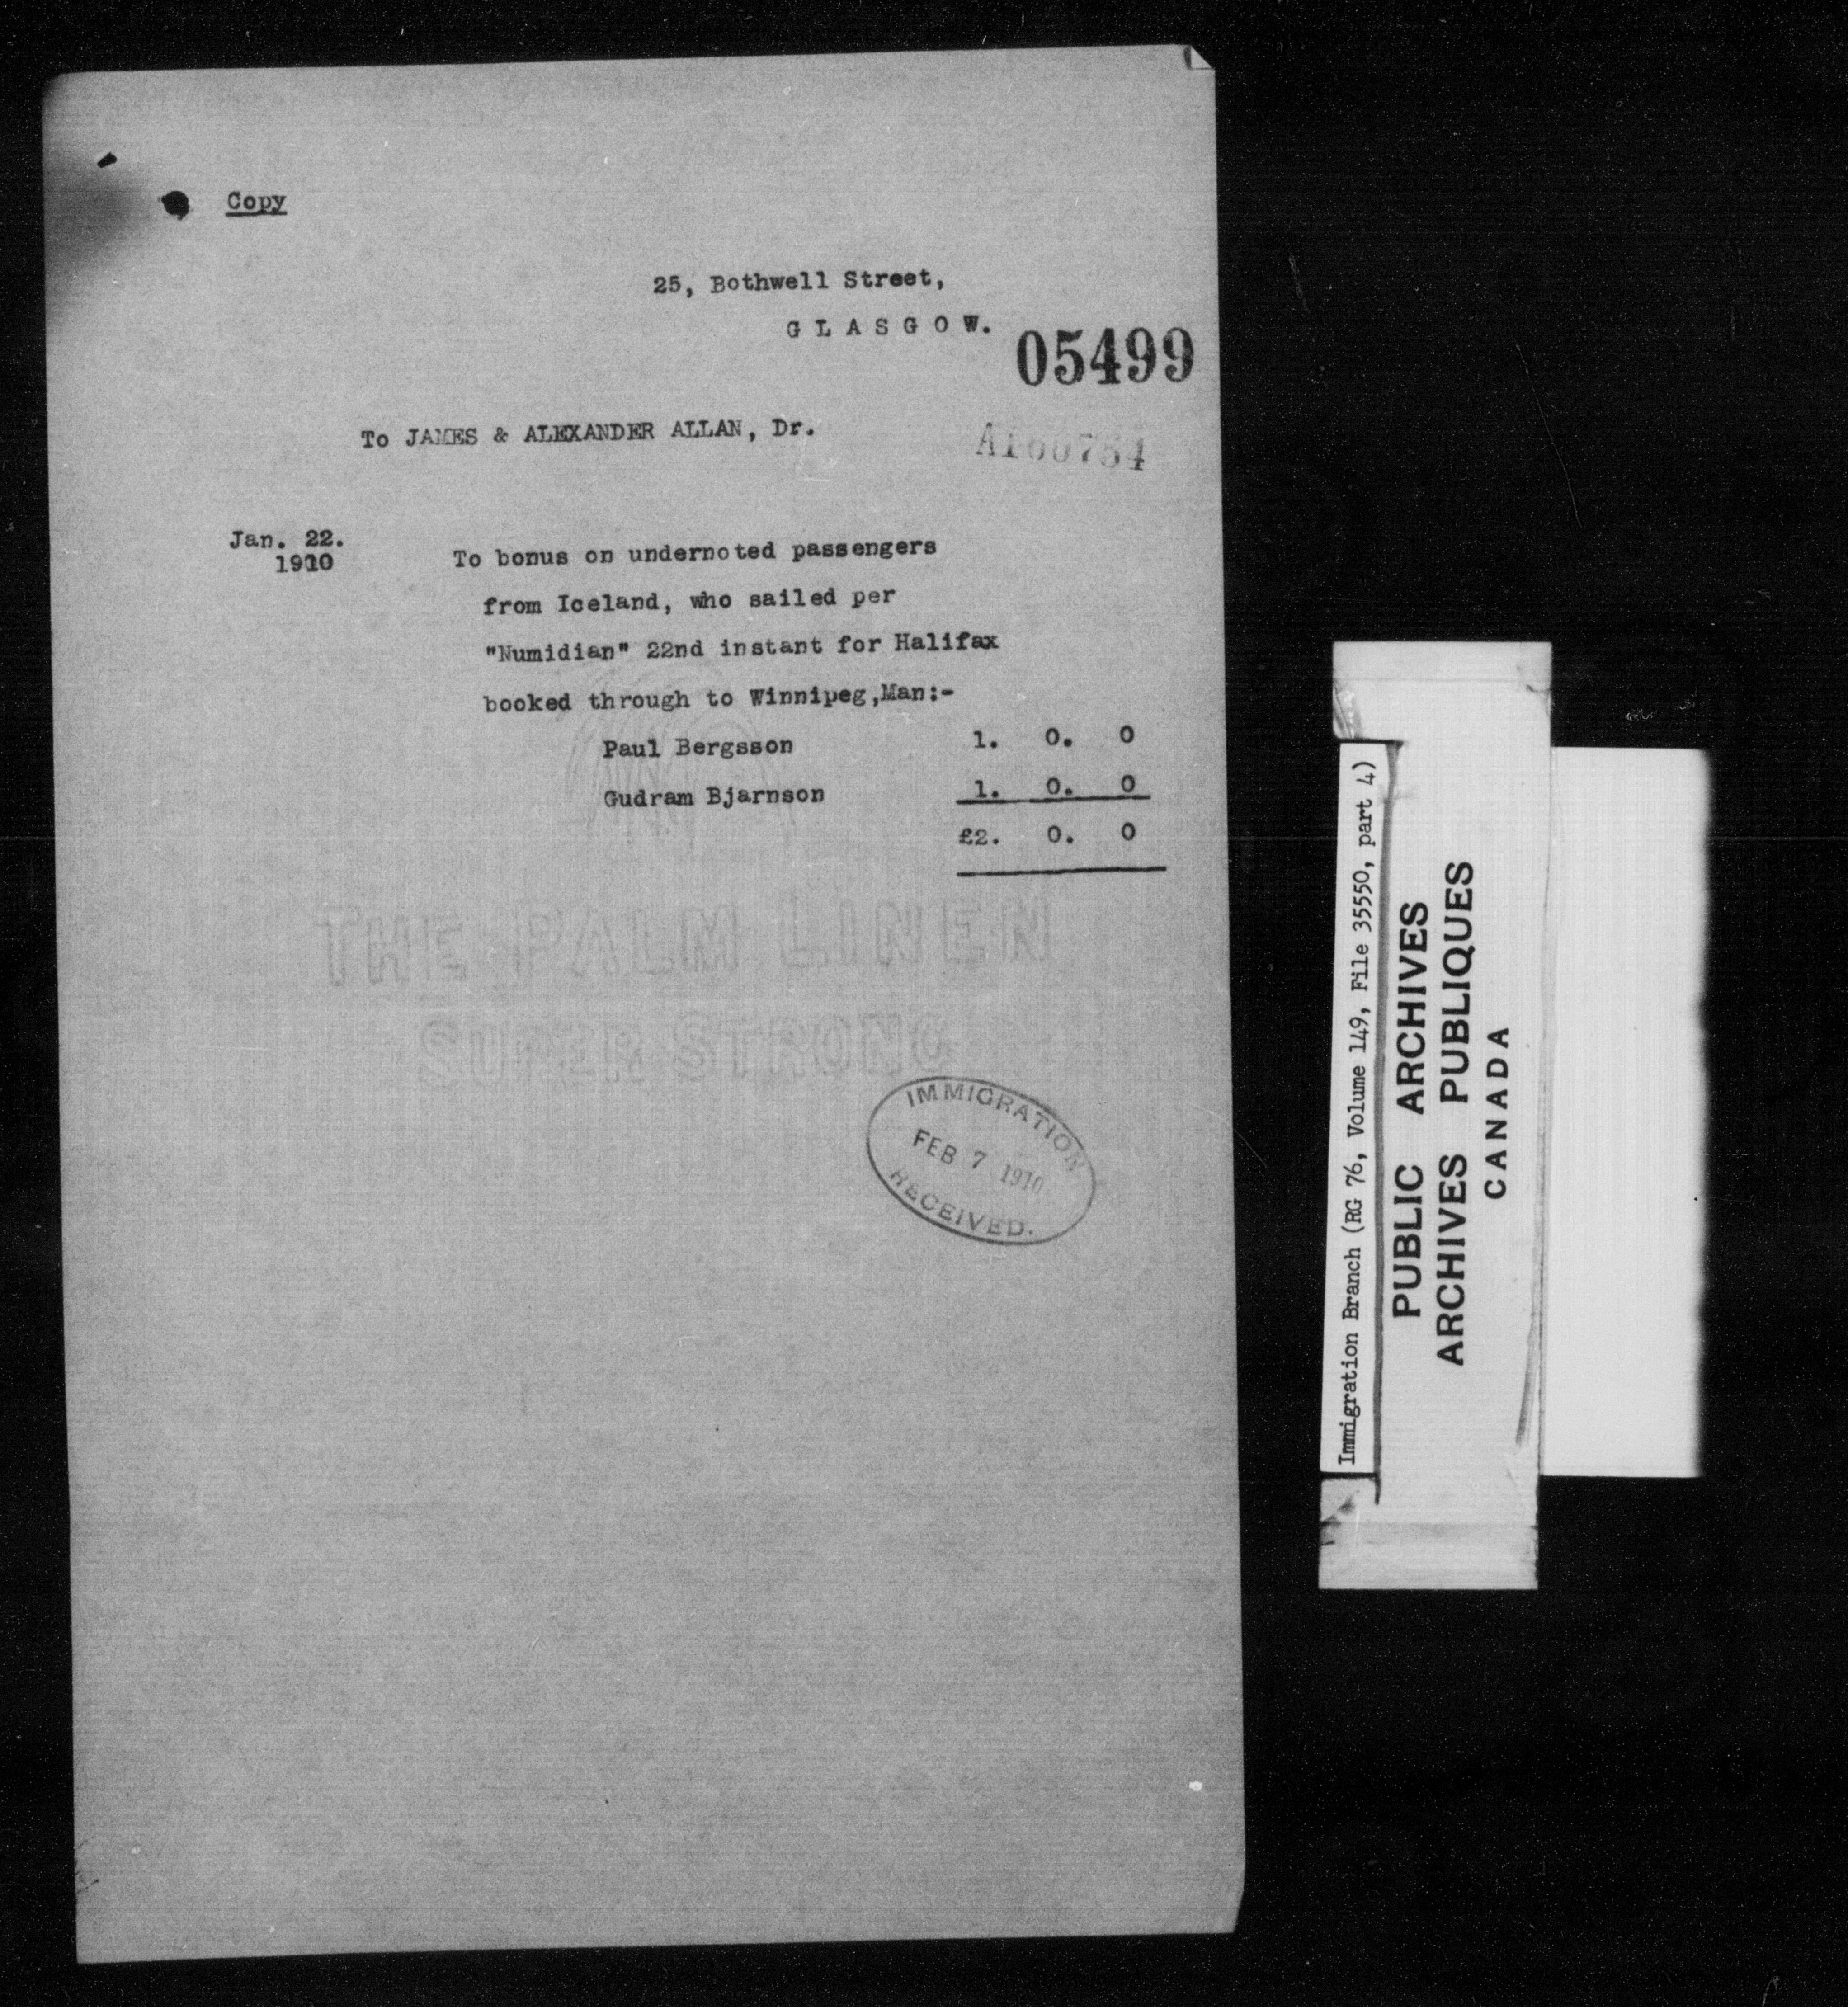 Copy
25, Bothwell Street,
GLASGOW.
05499
To JAMES & ALEXANDER ALLAN, Dr.
A160754
Jan. 22.
1910
To bonus on undernoted passengers
from Iceland, who sailed per
"Numidian" 22nd instant for Halifax
booked through to Winnipeg,Man:-
Paul Bergsson 1. 0. 0
Gudram Bjarnson 1. 0. 0
£2. 0. 0
THE PALM LINEN
SUPER STRONG
IMMIGRATION
FEB 7 1910
RECEIVED.
Immigration Branch (RG 76, Volume 149, File 35550, part 4)
PUBLIC ARCHIVES
ARCHIVES PUBLIQUES
CANADA